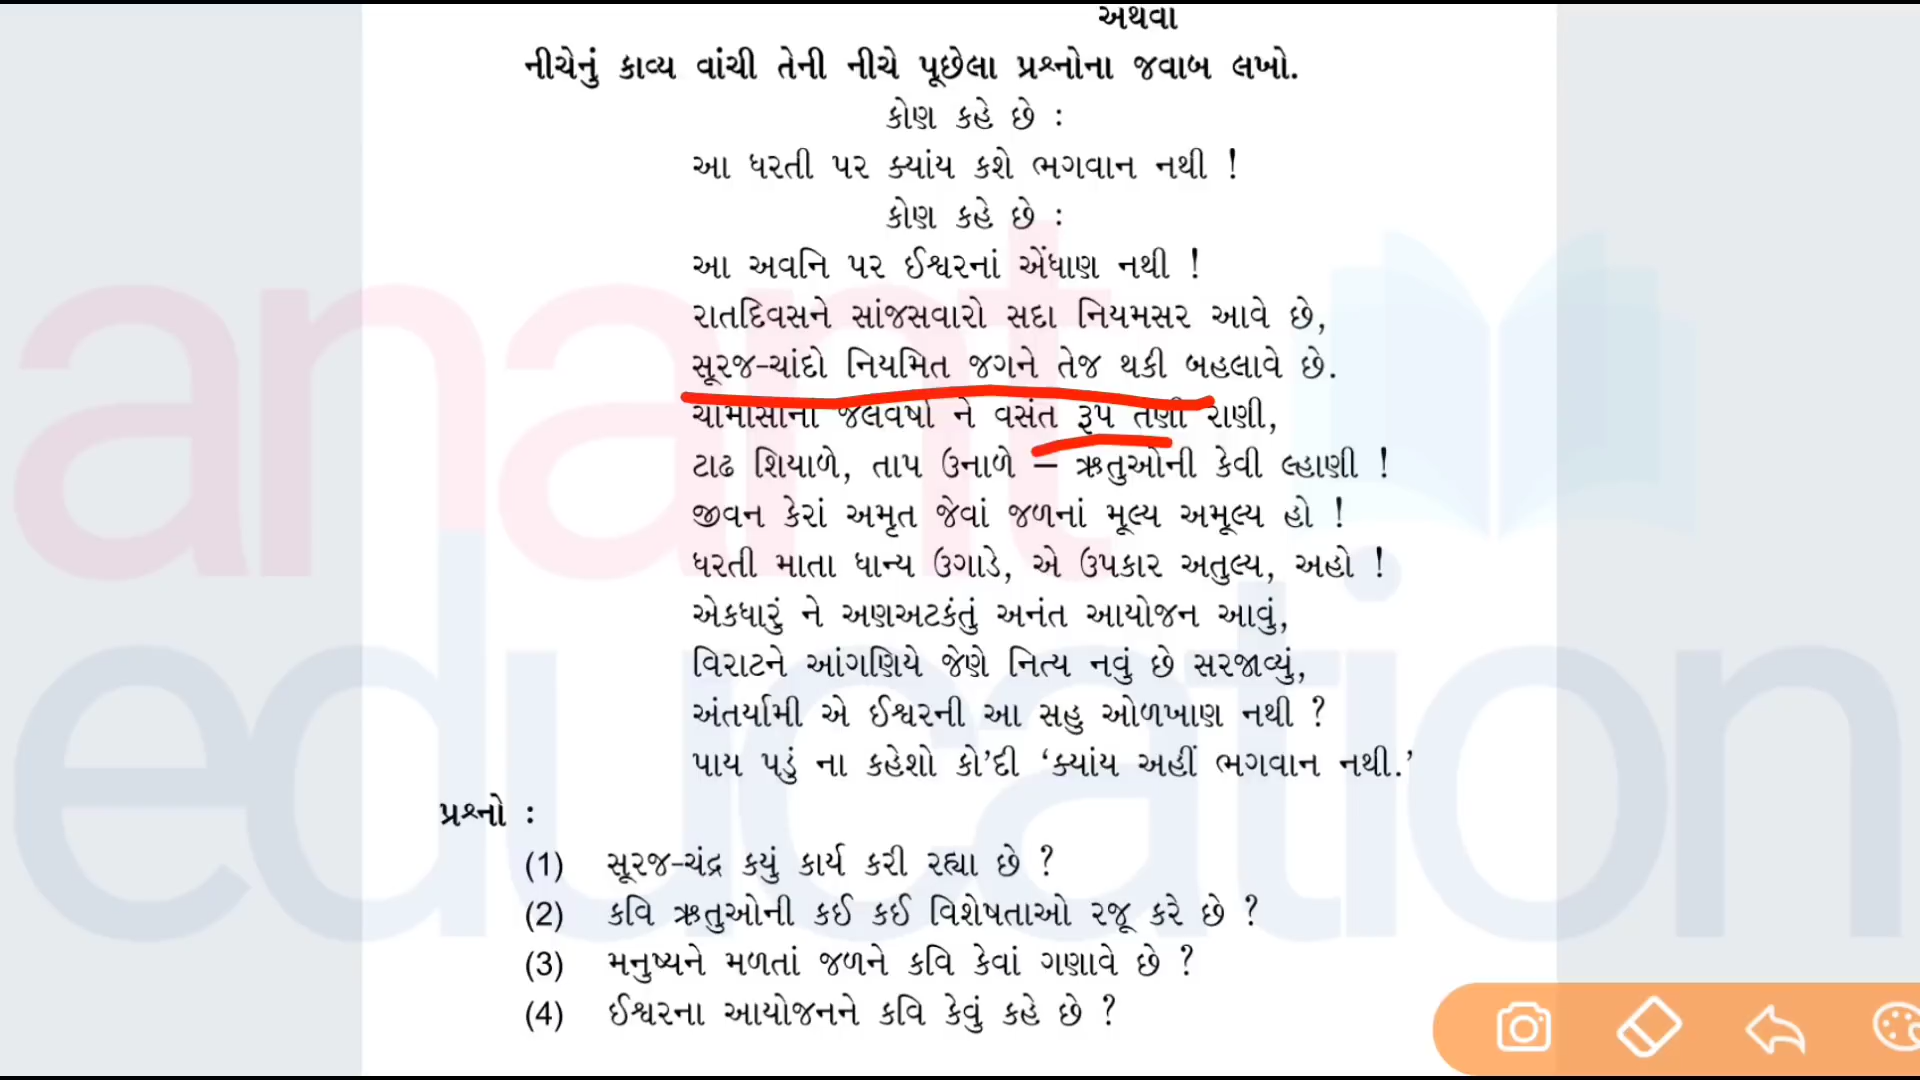 અથવા
નીચેનું કાવ્ય વાંચી તેની નીચે પૂછેલા પ્રશ્નોના જવાબ લખો.
કોણ કહે છે :
આ ધરતી પર ક્યાંય કશે ભગવાન નથી !
કોણ કહે છે :
આ અવનિ પર ઈશ્વરનાં એંધાણ નથી !
રાતદિવસને સાંજસવારો સદા નિયમસર આવે છે,
સૂરજ-ચાંદો નિયમિત જગને તેજ થકી બહલાવે છે.
ચોમાસાની જલવર્ષા ને વસંત રૂપ તણી રાણી,
ટાઢ શિયાળે, તાપ ઉનાળે – ઋતુઓની કેવી લ્હાણી !
જીવન કેરાં અમૃત જેવાં જળનાં મૂલ્ય અમૂલ્ય હો !
ધરતી માતા ધાન્ય ઉગાડે, એ ઉપકાર અતુલ્ય, અહો !
એકધારું ને અણઅટકંતું અનંત આયોજન આવું,
વિરાટને આંગણિયે જેણે નિત્ય નવું છે સરજાવ્યું,
અંતર્યામી એ ઈશ્વરની આ સહુ ઓળખાણ નથી ?
પાય પડું ના કહેશો કો’દી ‘ક્યાંય અહીં ભગવાન નથી.’
પ્રશ્નો :
(1) સૂરજ-ચંદ્ર કયું કાર્ય કરી રહ્યા છે ?
(2) કવિ ઋતુઓની કઈ કઈ વિશેષતાઓ રજૂ કરે છે ?
(3) મનુષ્યને મળતાં જળને કવિ કેવાં ગણાવે છે ?
(4) ઈશ્વરના આયોજનને કવિ કેવું કહે છે ?
anant
education